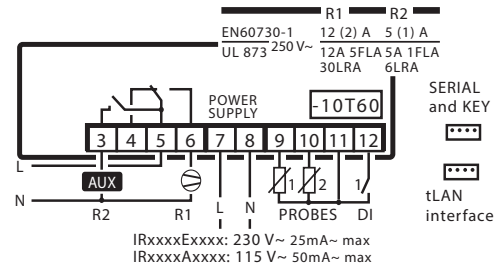 R1 R2
EN60730-1 250 V~ 12 (2) A 5 (1) A
UL 873 12A 5FLA 5A 1FLA
30LRA 6LRA
SERIAL
and KEY
POWER
SUPPLY
-10T60
3 4 5 6 7 8 9 10 11 12
L
AUX
1 2 1
tLAN
interface
N
R2 R1 L N PROBES DI
IRxxxxExxxx: 230 V~ 25mA~ max
IRxxxxAxxxx: 115 V~ 50mA~ max